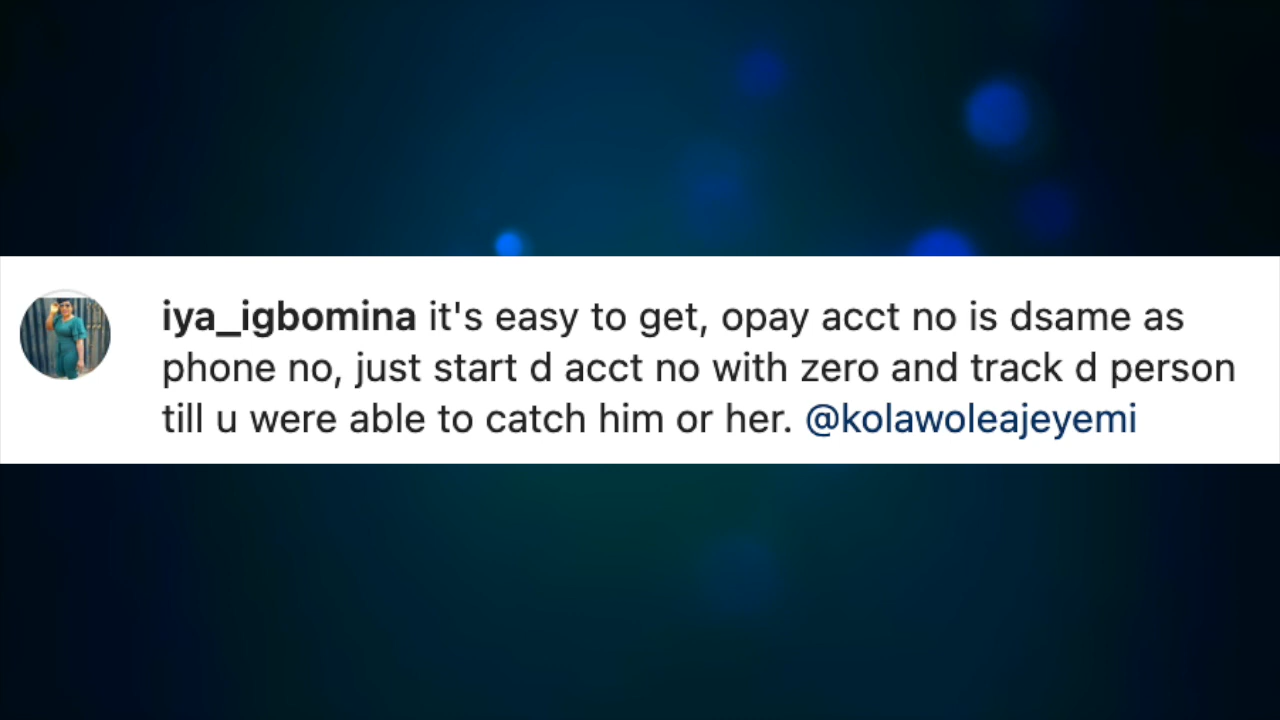 iya_igbomina it's easy to get, opay acct no is dsame as
phone no, just start d acct no with zero and track d person
till u were able to catch him or her. @kolawoleajeyemi